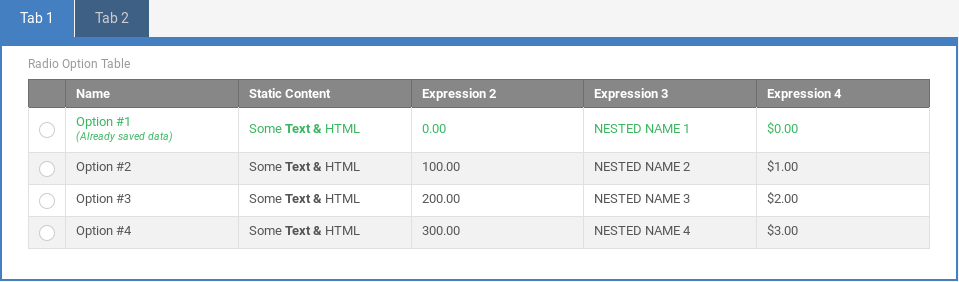 Tab 1 Tab 2
Radio Option Table
Name Static Content Expression 2 Expression 3 Expression 4
Option #1 Some Text & HTML 0.00 NESTED NAME 1 $0.00
(Already saved data)
Option #2 Some Text & HTML 100.00 NESTED NAME 2 $1.00
Option #3 Some Text & HTML 200.00 NESTED NAME 3 $2.00
Option #4 Some Text & HTML 300.00 NESTED NAME 4 $3.00